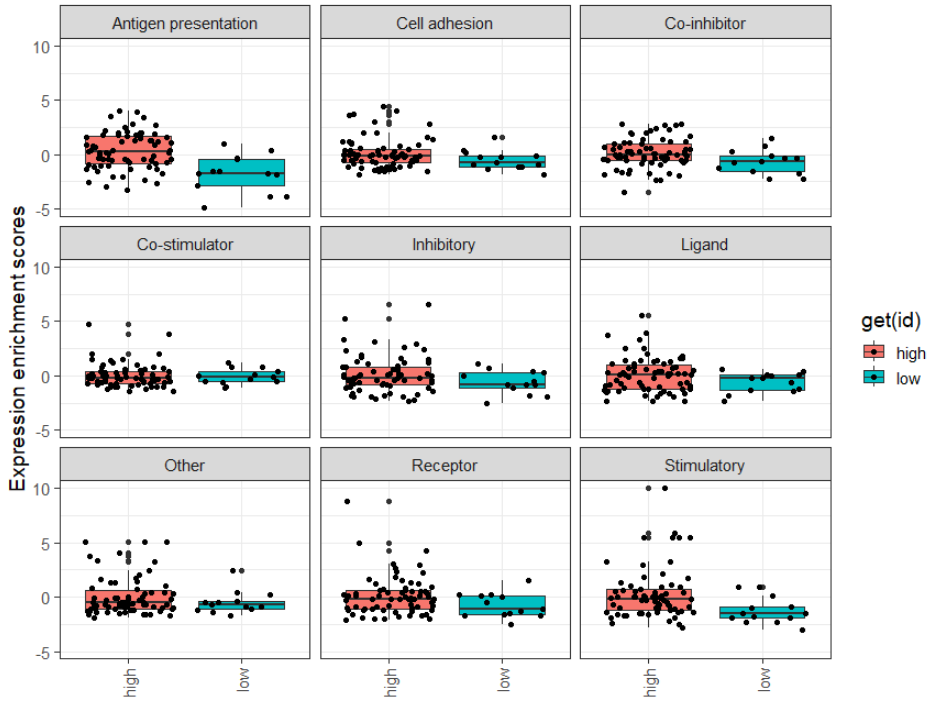 Antigen presentation
Cell adhesion
Co-inhibitor
10
5
0
-5
Co-stimulator
Inhibitory
Ligand
10
5
0
-5
Other
Receptor
Stimulatory
10
5
0
-5
high
low
high
low
high
low
Expression enrichment scores
get(id)
high
low